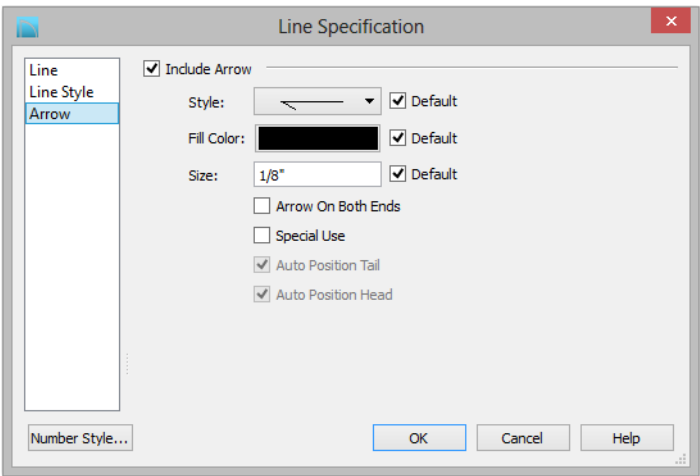 Line Specification
Line
Line Style
Arrow
Include Arrow
Style:
Default
Fill Color:
Default
Size:
1/8"
Default
Arrow On Both Ends
Special Use
Auto Position Tail
Auto Position Head
Number Style...
OK
Cancel
Help